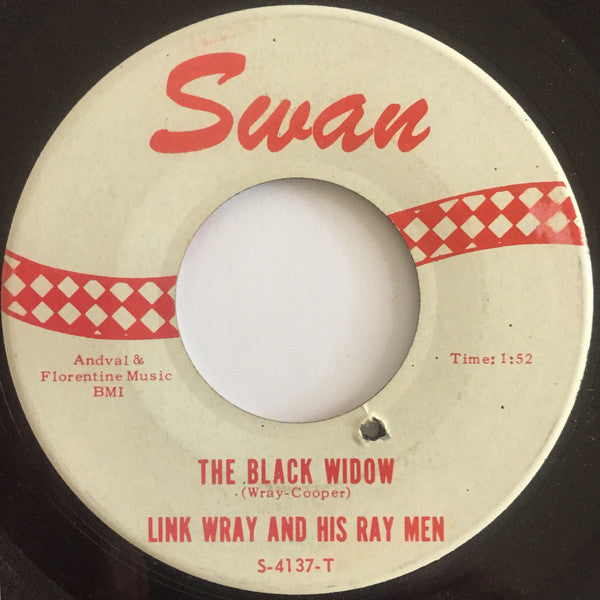 Swan
Andval &
Florentine Music
BMI
Time: 1:52
THE BLACK WIDOW
(Wray-Cooper)
LINK WRAY AND HIS RAY MEN
S-4137-T